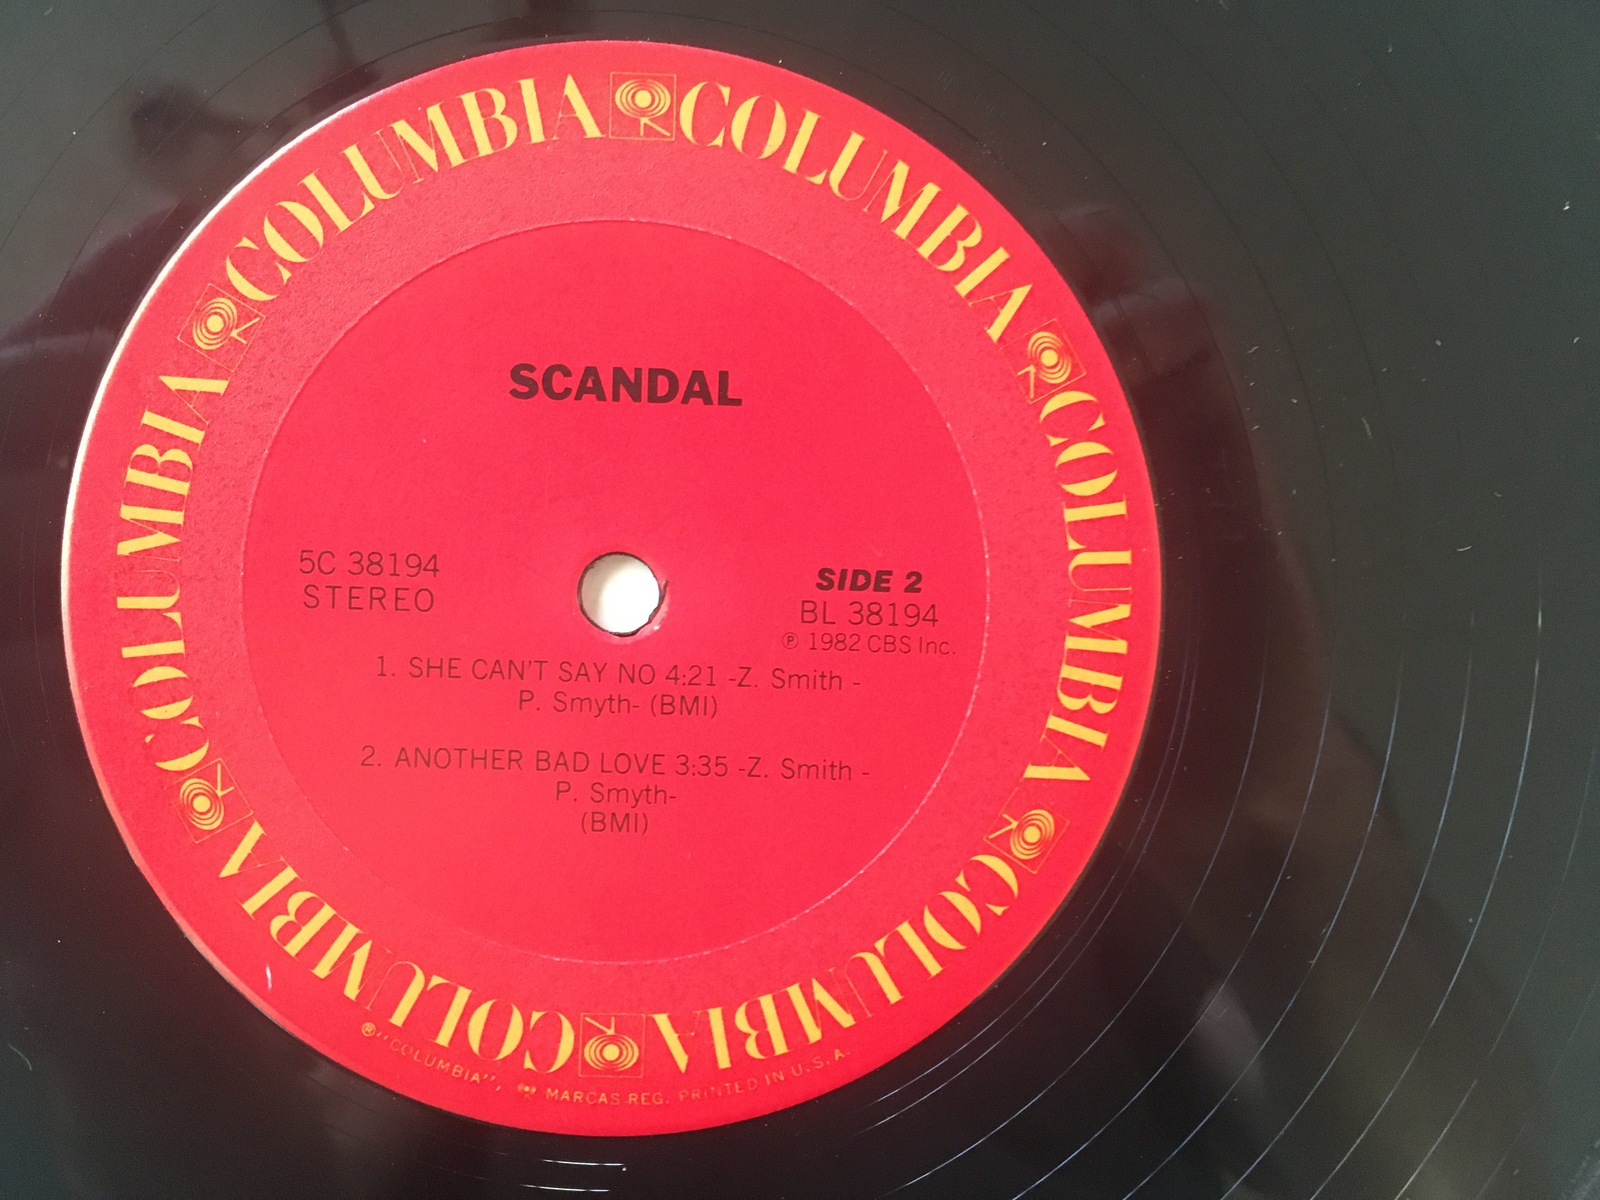 COLUMBIA COLUMBIA COLUMBIA COLUMBIA COLUMBIA COLUMBIA
SCANDAL
5C 38194
STEREO
SIDE 2
BL 38194
℗ 1982 CBS Inc.
1. SHE CAN'T SAY NO 4:21 -Z. Smith -
P. Smyth- (BMI)
2. ANOTHER BAD LOVE 3:35 -Z. Smith -
P. Smyth-
(BMI)
®"COLUMBIA", MARCAS REG. PRINTED IN U.S.A.